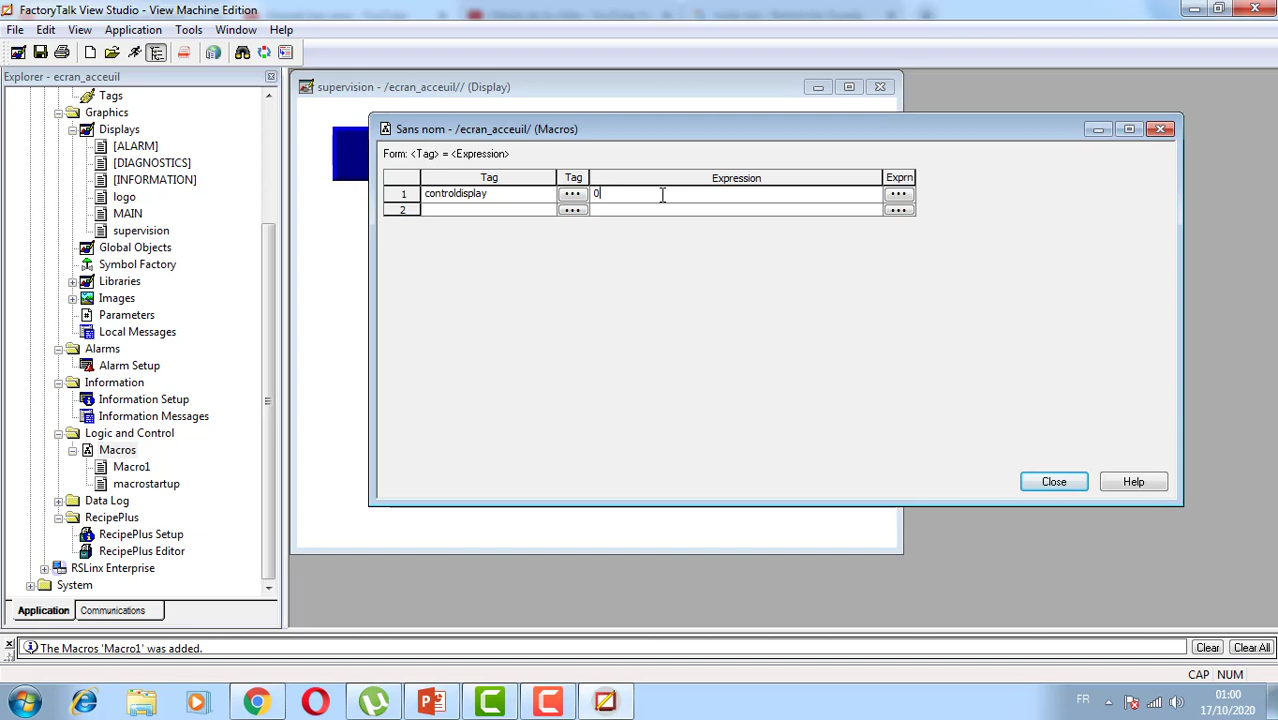 FactoryTalk View Studio - View Machine Edition
File Edit View Application Tools Window Help
Explorer - ecran_acceuil
Tags
Graphics
Displays
[ALARM]
[DIAGNOSTICS]
[INFORMATION]
logo
MAIN
supervision
Global Objects
Symbol Factory
Libraries
Images
Parameters
Local Messages
Alarms
Alarm Setup
Information
Information Setup
Information Messages
Logic and Control
Macros
Macro1
macrostartup
Data Log
RecipePlus
RecipePlus Setup
RecipePlus Editor
RSLinx Enterprise
System
Application Communications
supervision - /ecran_acceuil// (Display)
Sans nom - /ecran_acceuil/ (Macros)
Form: <Tag> = <Expression>
Tag Tag Expression Exprn
1 controldisplay ... 0 ...
2 ... ...
Close Help
The Macros 'Macro1' was added.
Clear Clear All
CAP NUM
FR
01:00
17/10/2020